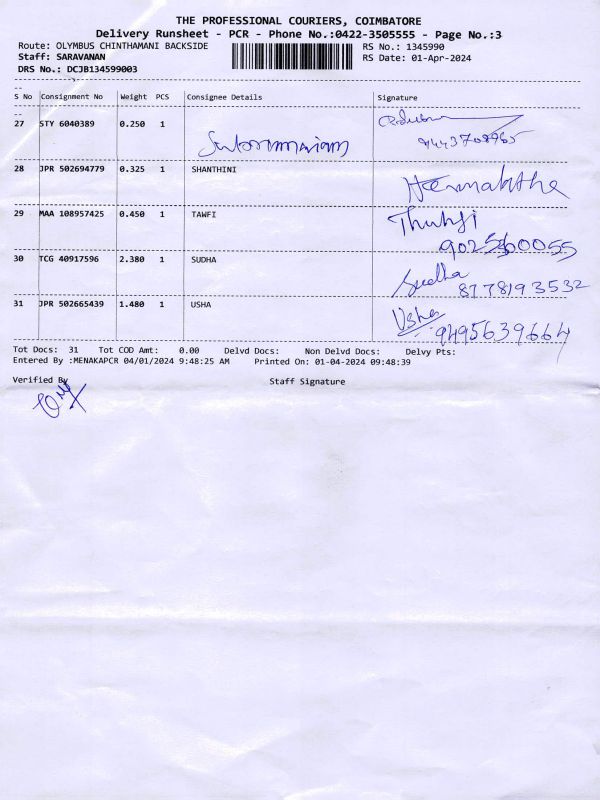 THE PROFESSIONAL COURIERS, COIMBATORE
Delivery Runsheet - PCR - Phone No.:0422-3505555 - Page No.:3
Route: OLYMBUS CHINTHAMANI BACKSIDE RS No.: 1345990
Staff: SARAVANAN RS Date: 01-Apr-2024
DRS No.: DCJB134599003
S No Consignment No Weight PCS Consignee Details Signature
27 STY 6040389 0.250 1
28 JPR 502694779 0.325 1 SHANTHINI
29 MAA 108957425 0.450 1 TAWFI
30 TCG 40917596 2.380 1 SUDHA Sudha
8778193532
31 JPR 502665439 1.480 1 USHA Usha
9495639664
Tot Docs: 31 Tot COD Amt: 0.00 Delvd Docs: Non Delvd Docs: Delvy Pts:
Entered By :MENAKAPCR 04/01/2024 9:48:25 AM Printed On: 01-04-2024 09:48:39
Verified By Staff Signature